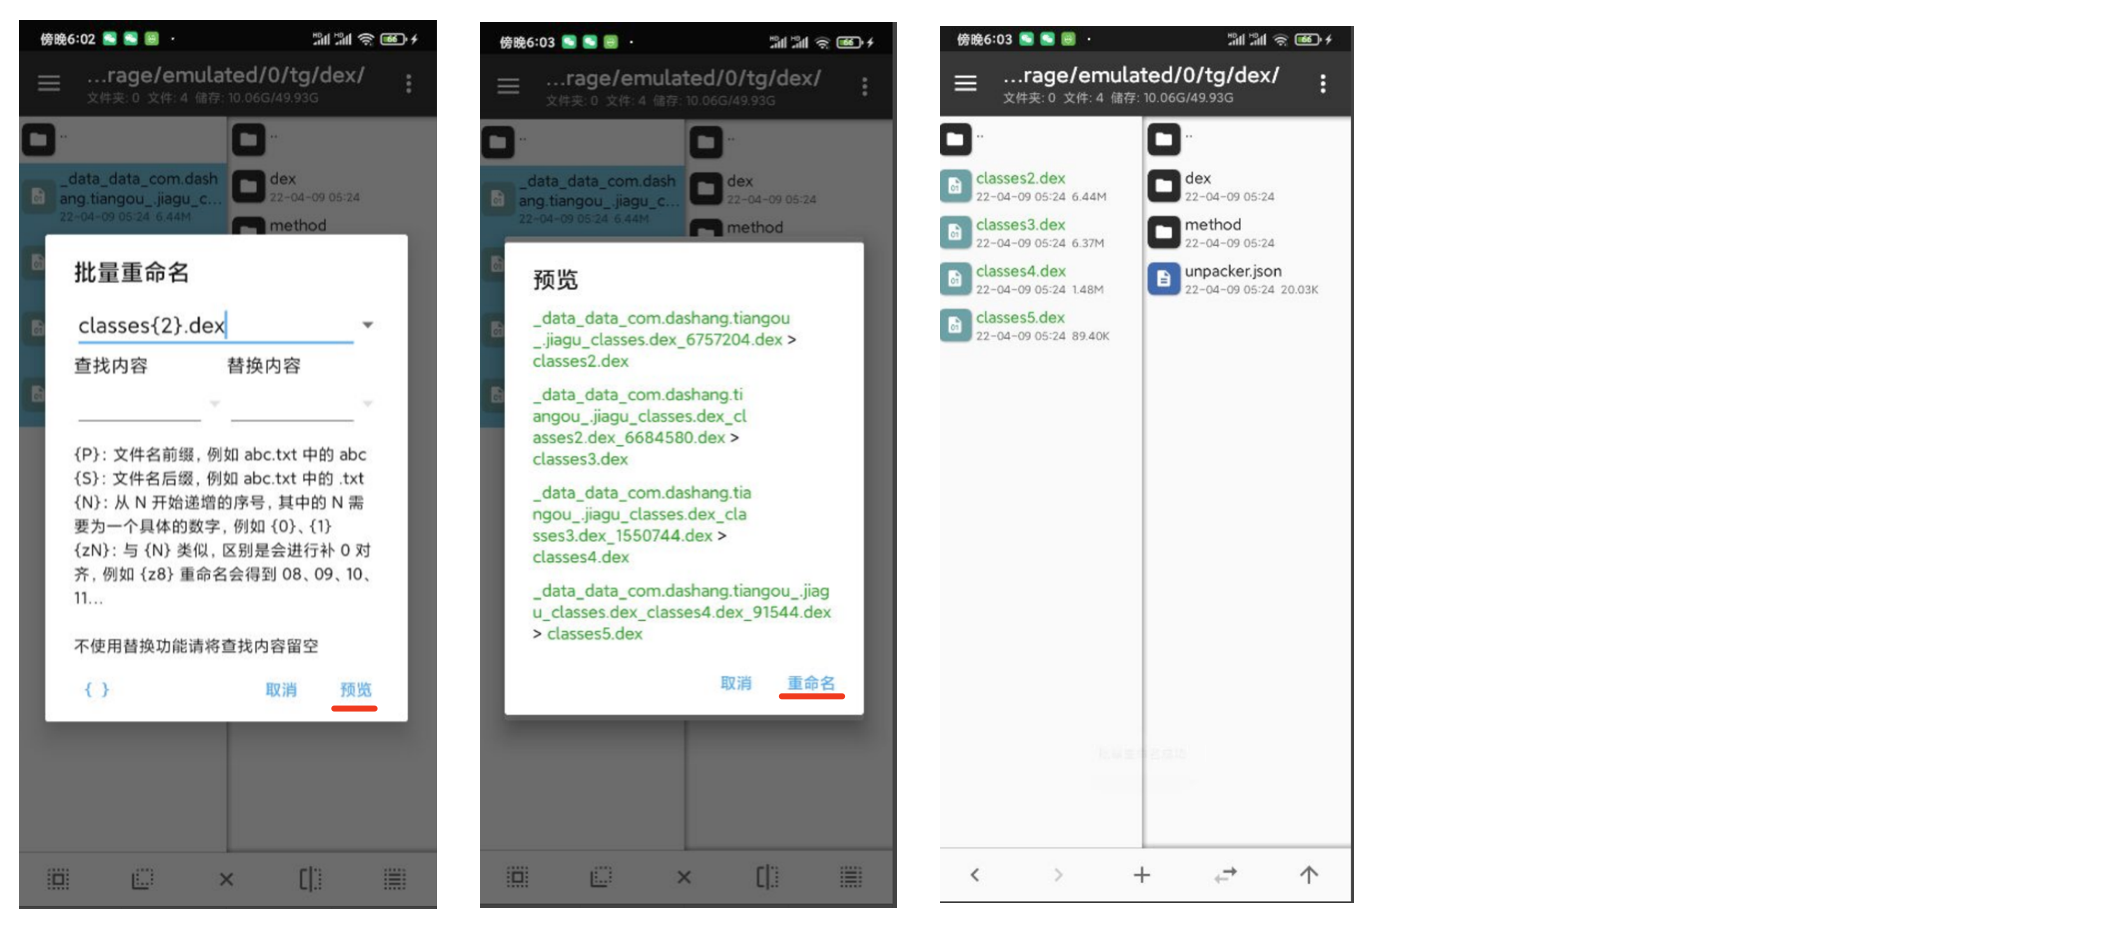 傍晚6:02
66
...rage/emulated/0/tg/dex/
文件夹: 0 文件: 4 储存: 10.06G/49.93G
..
_data_data_com.dash
ang.tiangou_.jiagu_c...
22-04-09 05:24 6.44M
..
dex
22-04-09 05:24
method
批量重命名
classes{2}.dex
查找内容 替换内容
{P}: 文件名前缀, 例如 abc.txt 中的 abc
{S}: 文件名后缀, 例如 abc.txt 中的 .txt
{N}: 从 N 开始递增的序号, 其中的 N 需
要为一个具体的数字, 例如 {0}、{1}
{zN}: 与 {N} 类似, 区别是会进行补 0 对
齐, 例如 {z8} 重命名会得到 08、09、10、
11...
不使用替换功能请将查找内容留空
{ } 取消 预览
傍晚6:03
66
...rage/emulated/0/tg/dex/
文件夹: 0 文件: 4 储存: 10.06G/49.93G
..
_data_data_com.dash
ang.tiangou_.jiagu_c...
22-04-09 05:24 6.44M
..
dex
22-04-09 05:24
method
预览
_data_data_com.dashang.tiangou
_.jiagu_classes.dex_6757204.dex >
classes2.dex
_data_data_com.dashang.ti
angou_.jiagu_classes.dex_cl
asses2.dex_6684580.dex >
classes3.dex
_data_data_com.dashang.tia
ngou_.jiagu_classes.dex_cla
sses3.dex_1550744.dex >
classes4.dex
_data_data_com.dashang.tiangou_.jiag
u_classes.dex_classes4.dex_91544.dex
> classes5.dex
取消 重命名
傍晚6:03
66
...rage/emulated/0/tg/dex/
文件夹: 0 文件: 4 储存: 10.06G/49.93G
..
classes2.dex
22-04-09 05:24 6.44M
classes3.dex
22-04-09 05:24 6.37M
classes4.dex
22-04-09 05:24 1.48M
classes5.dex
22-04-09 05:24 89.40K
..
dex
22-04-09 05:24
method
22-04-09 05:24
unpacker.json
22-04-09 05:24 20.03K